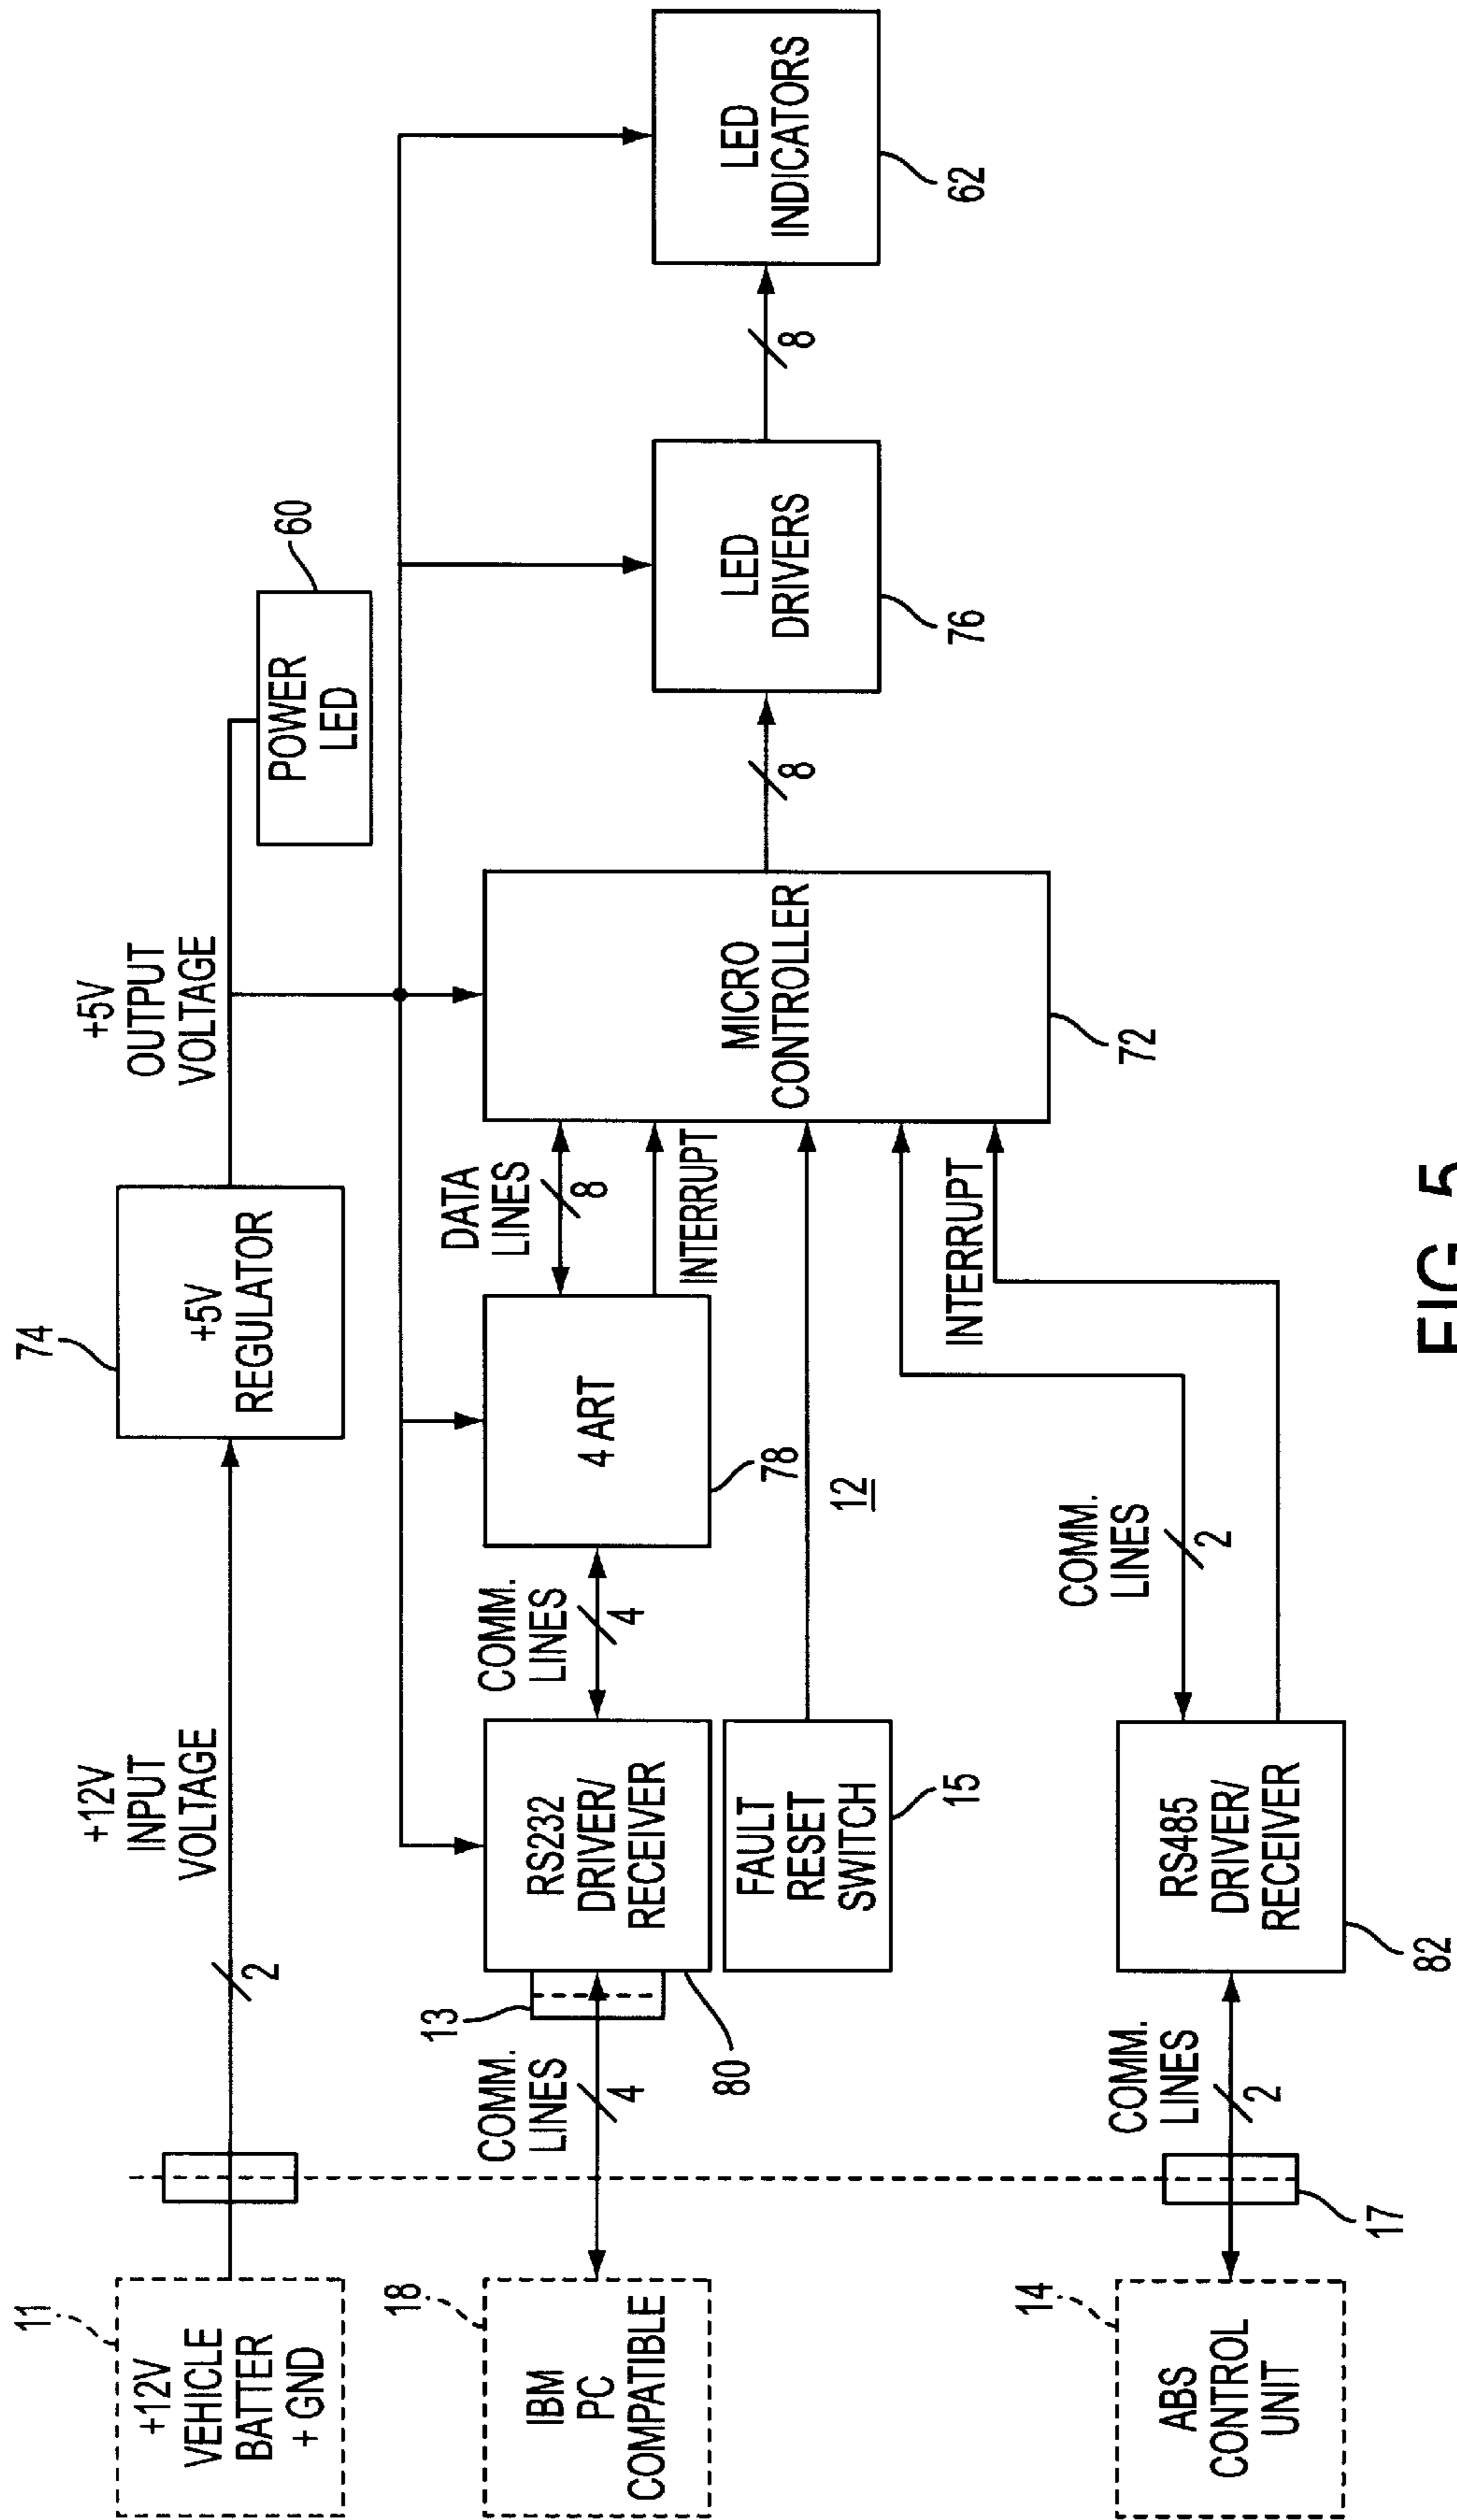 11
+12V
VEHICLE
BATTER
+ GND
+12V
INPUT
VOLTAGE
2
74
+5V
REGULATOR
+5V
OUTPUT
VOLTAGE
POWER
LED
60
18
IBM
PC
COMPATIBLE
COMM.
LINES
4
13
80
RS232
DRIVER/
RECEIVER
COMM.
LINES
4
4 ART
78
DATA
LINES
8
INTERRUPT
MICRO
CONTROLLER
72
8
LED
DRIVERS
76
8
LED
INDICATORS
62
FAULT
RESET
SWITCH
15
12
14
ABS
CONTROL
UNIT
17
COMM.
LINES
2
RS485
DRIVER/
RECEIVER
82
COMM.
LINES
2
INTERRUPT
FIG. 5